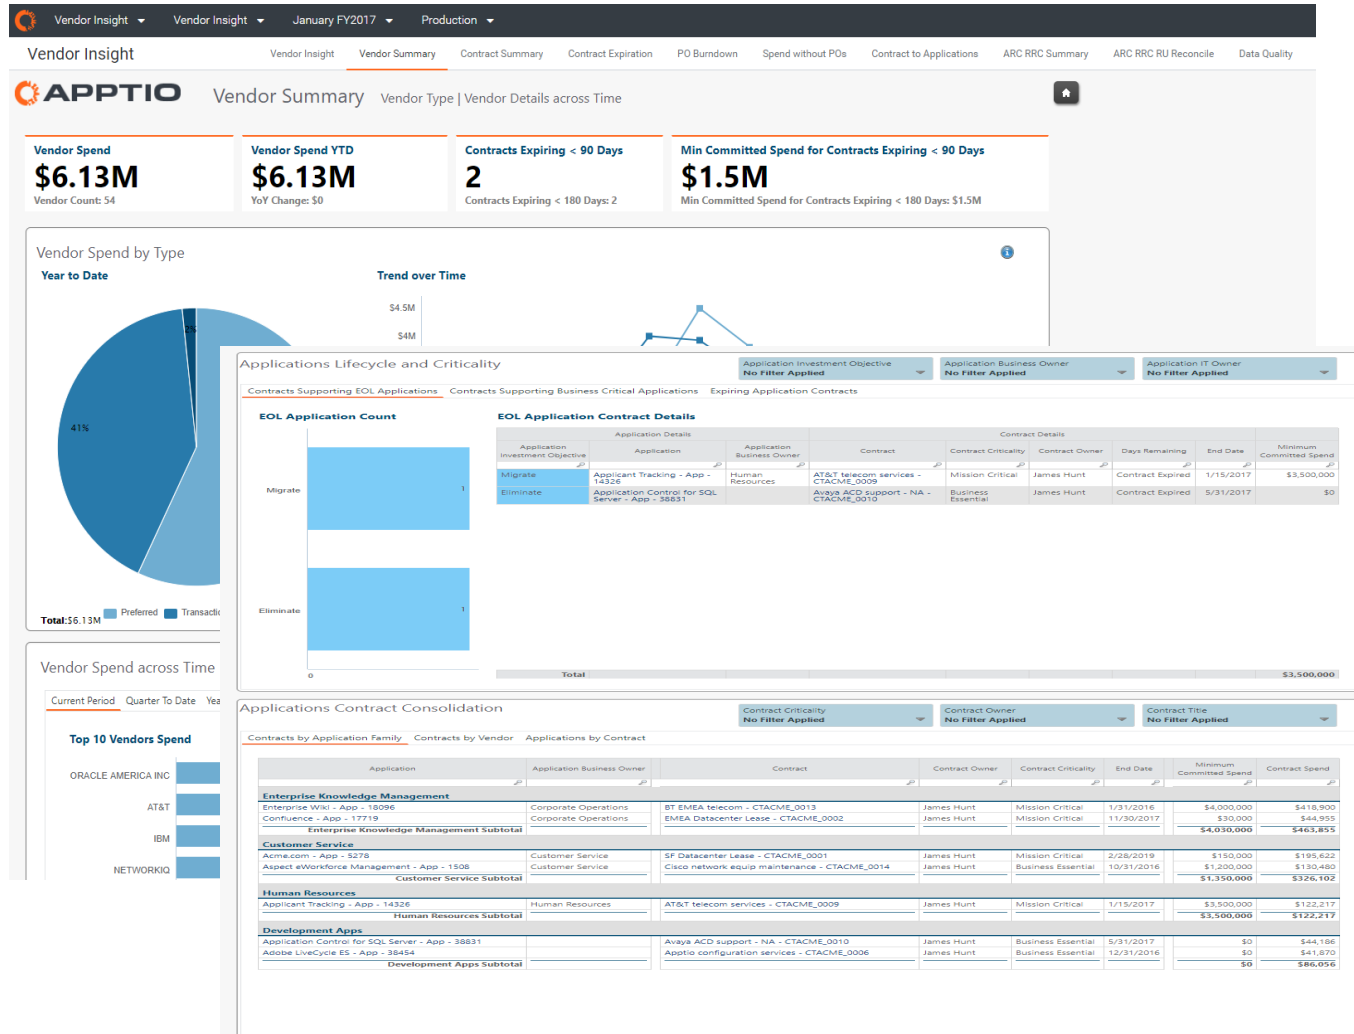 Vendor Insight Vendor Insight January FY2017 Production
Vendor Insight Vendor Insight Vendor Summary Contract Summary Contract Expiration PO Burndown Spend without POs Contract to Applications ARC RRC Summary ARC RRC RU Reconcile Data Quality
APPTIO Vendor Summary Vendor Type | Vendor Details across Time
Vendor Spend Vendor Spend YTD Contracts Expiring < 90 Days Min Committed Spend for Contracts Expiring < 90 Days
$6.13M $6.13M 2 $1.5M
Vendor Count: 54 YoY Change: $0 Contracts Expiring < 180 Days: 2 Min Committed Spend for Contracts Expiring < 180 Days: $1.5M
Vendor Spend by Type
Year to Date Trend over Time
$4.5M
$4M
2%
41%
Total:$6.13M Preferred Transactic
Vendor Spend across Time
Current Period Quarter To Date Yea
Top 10 Vendors Spend
ORACLE AMERICA INC
AT&T
IBM
NETWORKIQ
Applications Lifecycle and Criticality Application Investment Objective Application Business Owner Application IT Owner
No Filter Applied No Filter Applied No Filter Applied
Contracts Supporting EOL Applications Contracts Supporting Business Critical Applications Expiring Application Contracts
EOL Application Count EOL Application Contract Details
Migrate 1
Eliminate 1
0
Application Details Contract Details
Application Investment Objective Application Application Business Owner Contract Contract Criticality Contract Owner Days Remaining End Date Minimum Committed Spend
Migrate Applicant Tracking - App - 14326 Human Resources AT&T telecom services - CTACME_0009 Mission Critical James Hunt Contract Expired 1/15/2017 $3,500,000
Eliminate Application Control for SQL Server - App - 38831 Avaya ACD support - NA - CTACME_0010 Business Essential James Hunt Contract Expired 5/31/2017 $0
Total $3,500,000
Applications Contract Consolidation Contract Criticality Contract Owner Contract Title
No Filter Applied No Filter Applied No Filter Applied
Contracts by Application Family Contracts by Vendor Applications by Contract
Application Application Business Owner Contract Contract Owner Contract Criticality End Date Minimum Committed Spend Contract Spend
Enterprise Knowledge Management
Enterprise Wiki - App - 18096 Corporate Operations BT EMEA telecom - CTACME_0013 James Hunt Mission Critical 1/31/2016 $4,000,000 $418,900
Confluence - App - 17719 Corporate Operations EMEA Datacenter Lease - CTACME_0002 James Hunt Mission Critical 11/30/2017 $30,000 $44,955
Enterprise Knowledge Management Subtotal $4,030,000 $463,855
Customer Service
Acme.com - App - 5278 Customer Service SF Datacenter Lease - CTACME_0001 James Hunt Mission Critical 2/28/2019 $150,000 $195,622
Aspect eWorkforce Management - App - 1508 Customer Service Cisco network equip maintenance - CTACME_0014 James Hunt Business Essential 10/31/2016 $1,200,000 $130,480
Customer Service Subtotal $1,350,000 $326,102
Human Resources
Applicant Tracking - App - 14326 Human Resources AT&T telecom services - CTACME_0009 James Hunt Mission Critical 1/15/2017 $3,500,000 $122,217
Human Resources Subtotal $3,500,000 $122,217
Development Apps
Application Control for SQL Server - App - 38831 Avaya ACD support - NA - CTACME_0010 James Hunt Business Essential 5/31/2017 $0 $44,186
Adobe LiveCycle ES - App - 38454 Apptio configuration services - CTACME_0006 James Hunt Business Essential 12/31/2016 $0 $41,870
Development Apps Subtotal $0 $86,056